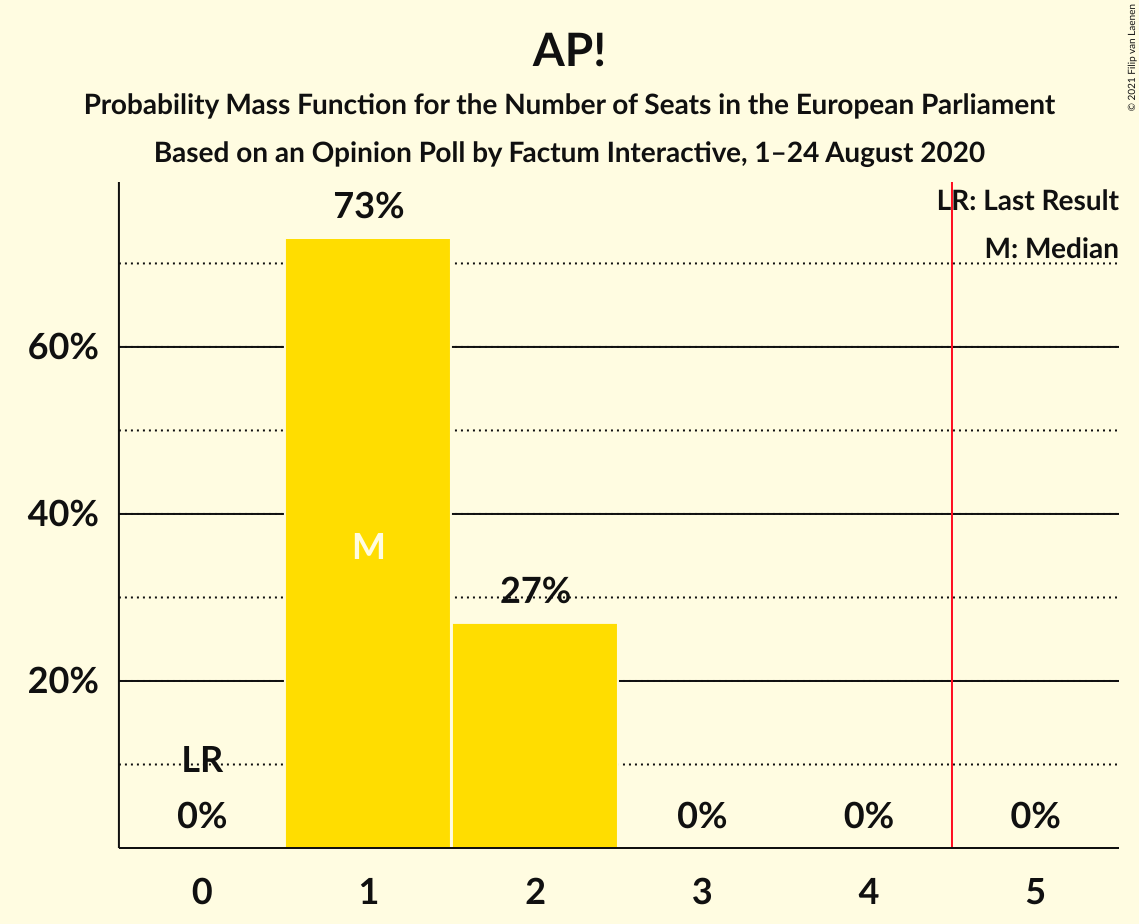 AP!
Probability Mass Function for the Number of Seats in the European Parliament
Based on an Opinion Poll by Factum Interactive, 1–24 August 2020
© 2021 Filip van Laenen
LR: Last Result
M: Median
73%
60%
40%
M
27%
20%
LR
0%
0%
0%
0%
0
1
2
3
4
5